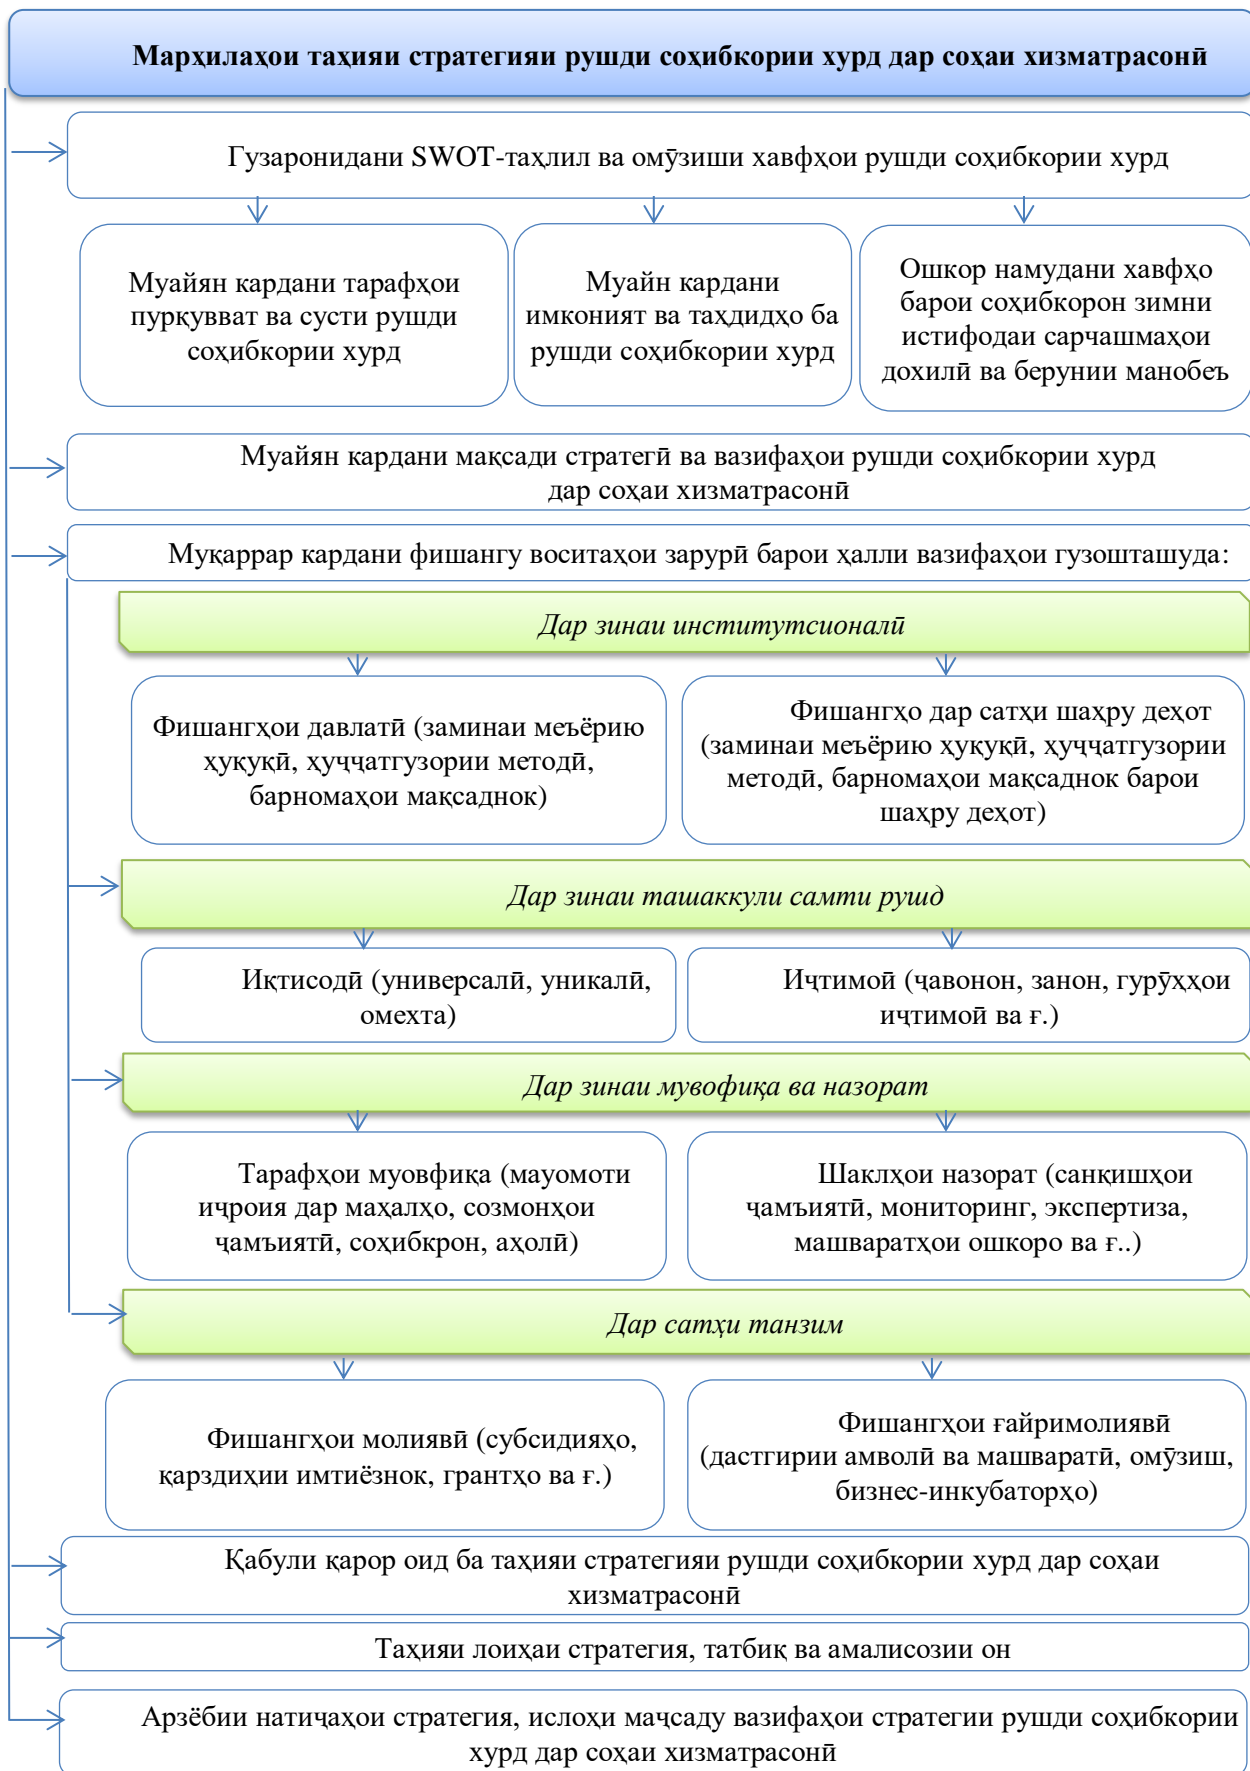 Марҳилаҳои таҳияи стратегияи рушди соҳибкории хурд дар соҳаи хизматрасонӣ
Гузаронидани SWOT-таҳлил ва омӯзиши хавфҳои рушди соҳибкории хурд
Муайян кардани тарафҳои
пурқувват ва сусти рушди
соҳибкории хурд
Муайн кардани
имконият ва таҳдидҳо ба
рушди соҳибкории хурд
Ошкор намудани хавфҳо
барои соҳибкорон зимни
истифодаи сарчашмаҳои
дохилӣ ва берунии манобеъ
Муайян кардани мақсади стратегӣ ва вазифаҳои рушди соҳибкории хурд
дар соҳаи хизматрасонӣ
Муқаррар кардани фишангу воситаҳои зарурӣ барои ҳалли вазифаҳои гузошташуда:
Дар зинаи институтсионалӣ
Фишангҳои давлатӣ (заминаи меъёрию
ҳуқуқӣ, ҳуҷҷатгузории методӣ,
барномаҳои мақсаднок)
Фишангҳо дар сатҳи шаҳру деҳот
(заминаи меъёрию ҳуқуқӣ, ҳуҷҷатгузории
методӣ, барномаҳои мақсаднок барои
шаҳру деҳот)
Дар зинаи ташаккули самти рушд
Иқтисодӣ (универсалӣ, уникалӣ,
омехта)
Иҷтимоӣ (ҷавонон, занон, гурӯҳҳои
иҷтимоӣ ва ғ.)
Дар зинаи мувофиқа ва назорат
Тарафҳои муовфиқа (мауомоти
иҷроия дар маҳалҳо, созмонҳои
ҷамъиятӣ, соҳибкрон, аҳолӣ)
Шаклҳои назорат (санқишҳои
ҷамъиятӣ, мониторинг, экспертиза,
машваратҳои ошкоро ва ғ..)
Дар сатҳи танзим
Фишангҳои молиявӣ (субсидияҳо,
қарздиҳии имтиёзнок, грантҳо ва ғ.)
Фишангҳои ғайримолиявӣ
(дастгирии амволӣ ва машваратӣ, омӯзиш,
бизнес-инкубаторҳо)
Қабули қарор оид ба таҳияи стратегияи рушди соҳибкории хурд дар соҳаи
хизматрасонӣ
Таҳияи лоиҳаи стратегия, татбиқ ва амалисозии он
Арзёбии натиҷаҳои стратегия, ислоҳи маҷсаду вазифаҳои стратегии рушди соҳибкории
хурд дар соҳаи хизматрасонӣ